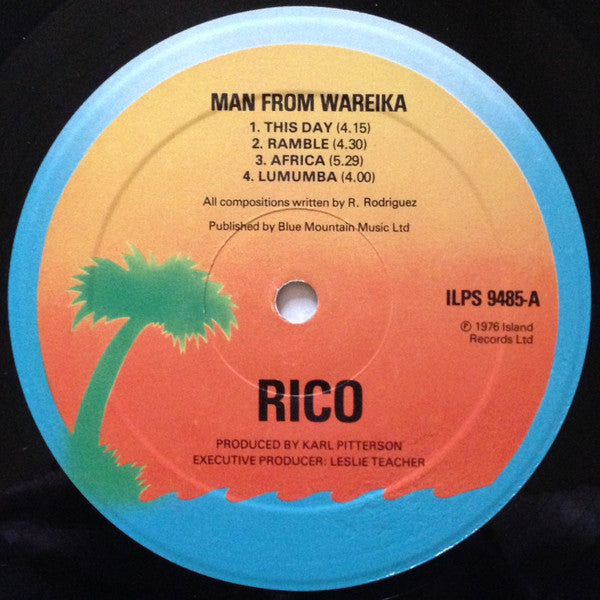 MAN FROM WAREIKA
1. THIS DAY (4.15)
2. RAMBLE (4.30)
3. AFRICA (5.29)
4. LUMUMBA (4.00)
All compositions written by R. Rodriguez
Published by Blue Mountain Music Ltd
ILPS 9485-A
℗ 1976 Island
Records Ltd
RICO
PRODUCED BY KARL PITTERSON
EXECUTIVE PRODUCER: LESLIE TEACHER